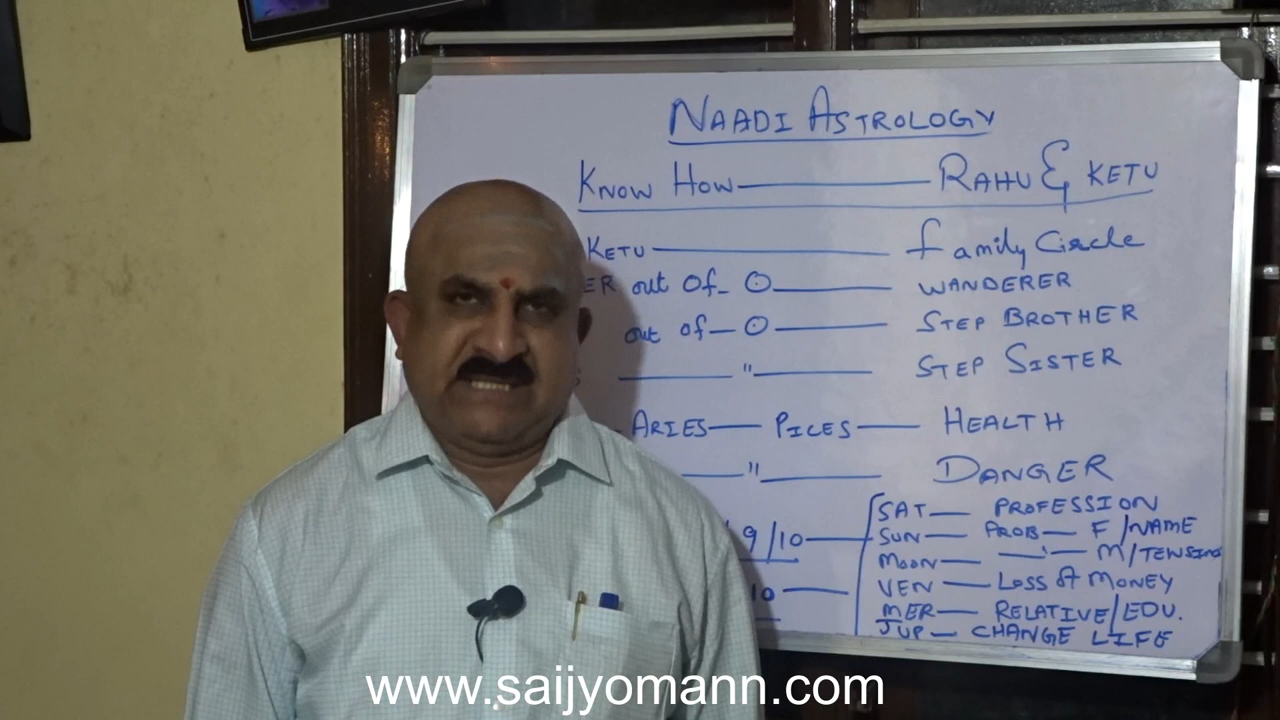 NAADI ASTROLOGY
KNOW HOW — RAHU & KETU
KETU — family Circle
ER out of — ⊙ — WANDERER
out of — ⊙ — STEP BROTHER
— " — STEP SISTER
ARIES — PICES — HEALTH
— " — DANGER
SAT — PROFESSION
9/10 — SUN — PROB — F/NAME
MOON — " — M/TENSING
10 — VEN — LOSS Of MONEY
MER — RELATIVE/EDU.
JUP — CHANGE LIFE
www.saijyomann.com